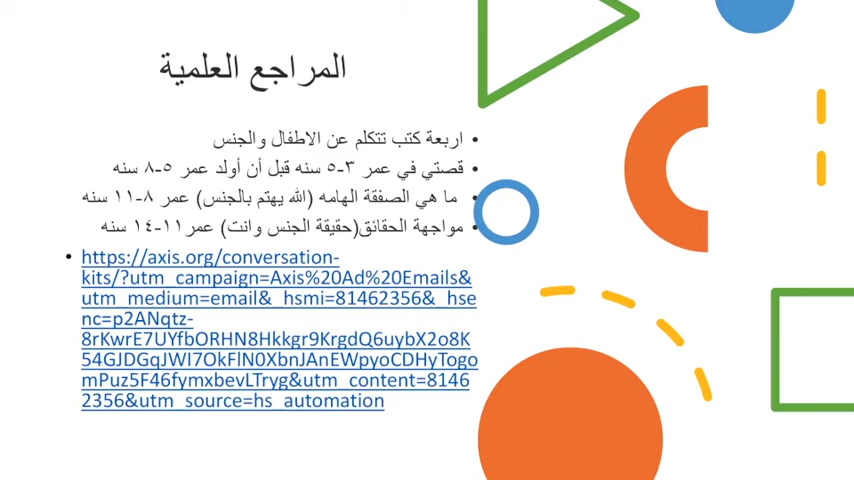 المراجع العلمية
• اربعة كتب تتكلم عن الاطفال والجنس
• قصتي في عمر ٣-٥ سنه قبل أن أولد عمر ٥-٨ سنه
• ما هي الصفقة الهامه (الله يهتم بالجنس) عمر ٨-١١ سنه
• مواجهة الحقائق(حقيقة الجنس وانت) عمر١١-١٤ سنه
• https://axis.org/conversation-
kits/?utm_campaign=Axis%20Ad%20Emails&
utm_medium=email&_hsmi=81462356&_hse
nc=p2ANqtz-
8rKwrE7UYfbORHN8Hkkgr9KrgdQ6uybX2o8K
54GJDGqJWI7OkFlN0XbnJAnEWpyoCDHyTogo
mPuz5F46fymxbevLTryg&utm_content=8146
2356&utm_source=hs_automation